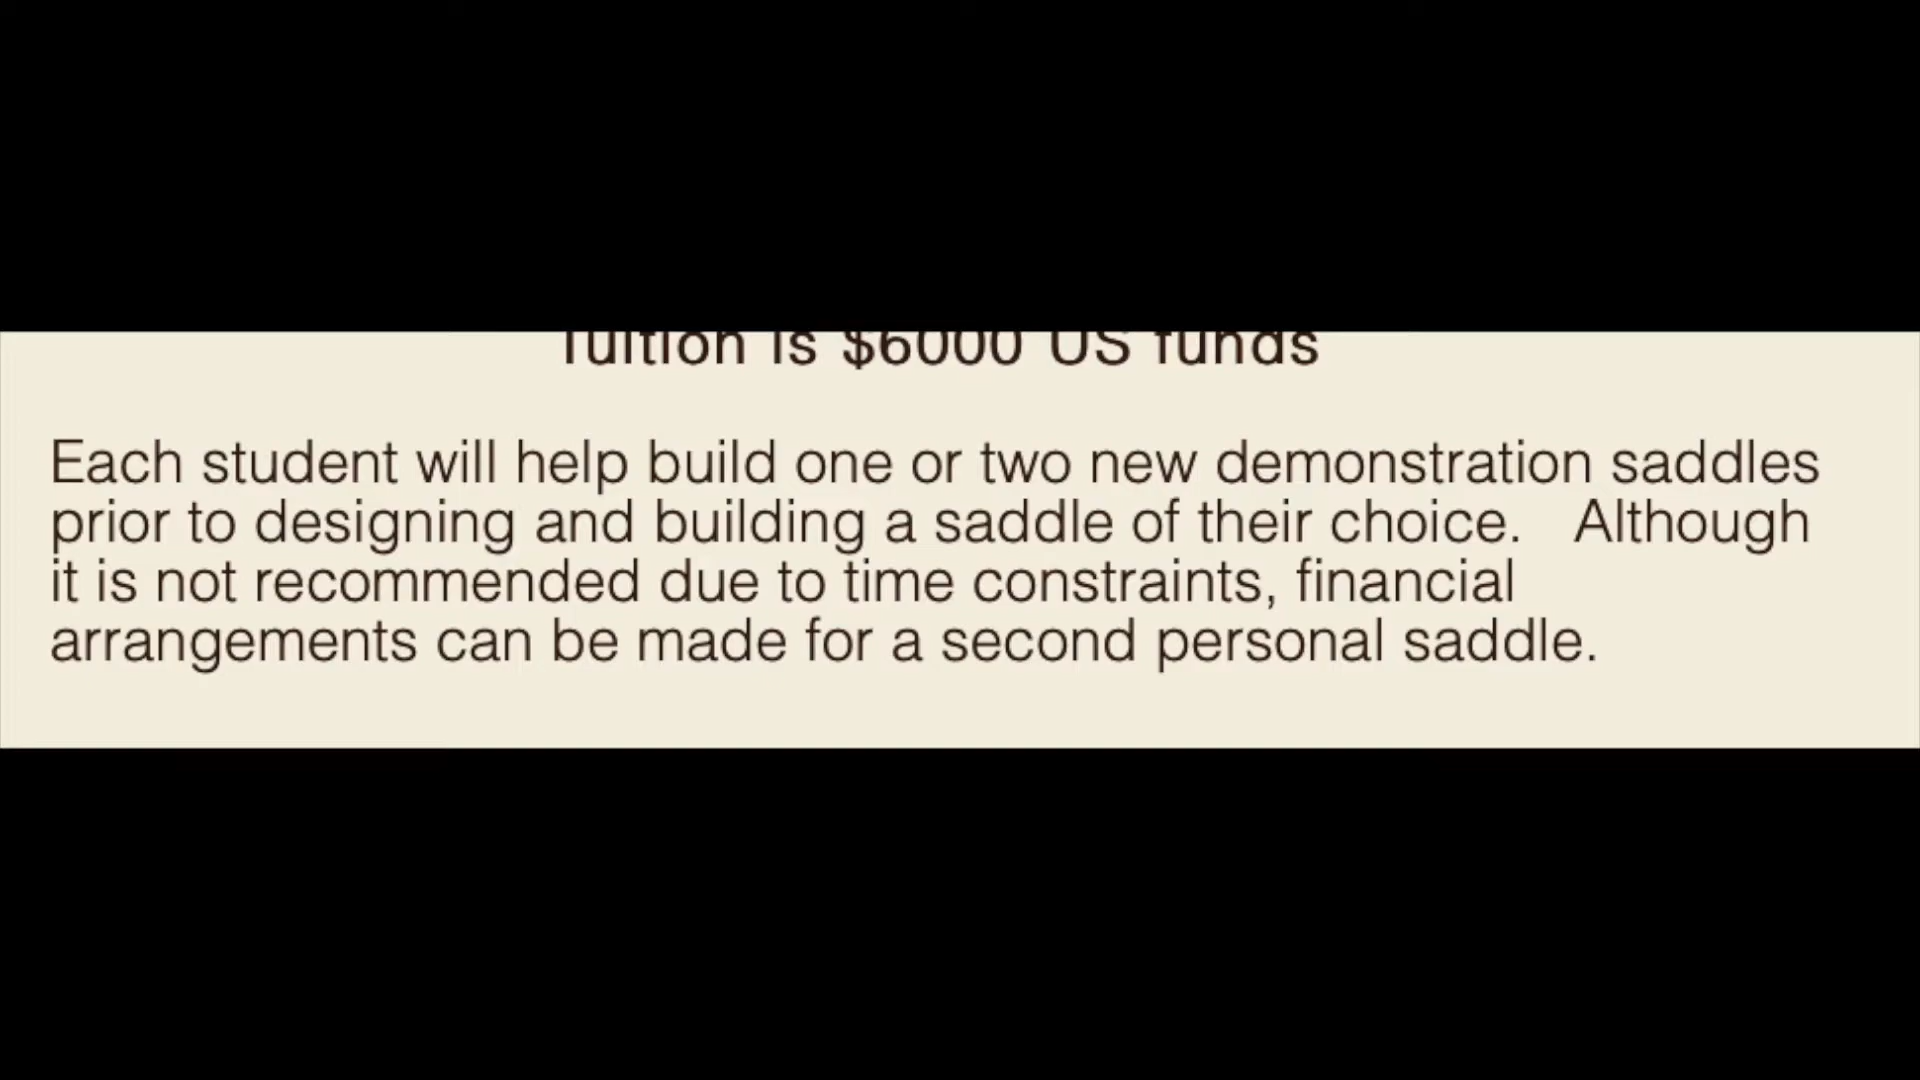 Tuition is $6000 US funds
Each student will help build one or two new demonstration saddles
prior to designing and building a saddle of their choice.   Although
it is not recommended due to time constraints, financial
arrangements can be made for a second personal saddle.